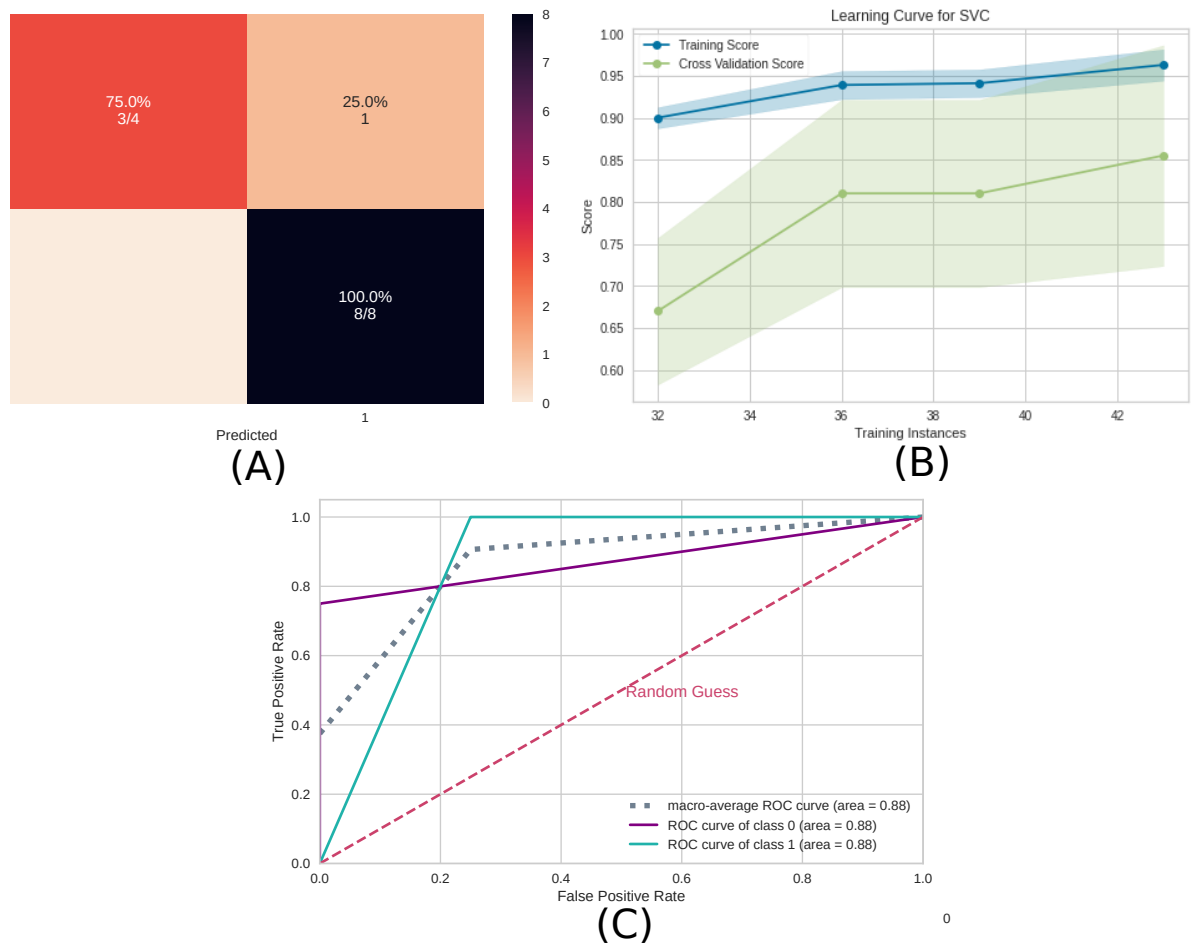 75.0%
3/4
25.0%
1
100.0%
8/8
8
7
6
5
4
3
2
1
0
1
Predicted
(A)
Learning Curve for SVC
Training Score
Cross Validation Score
1.00
0.95
0.90
0.85
0.80
0.75
0.70
0.65
0.60
Score
32 34 36 38 40 42
Training Instances
(B)
1.0
0.8
0.6
0.4
0.2
0.0
True Positive Rate
Random Guess
macro-average ROC curve (area = 0.88)
ROC curve of class 0 (area = 0.88)
ROC curve of class 1 (area = 0.88)
0.0 0.2 0.4 0.6 0.8 1.0
False Positive Rate
(C)
0